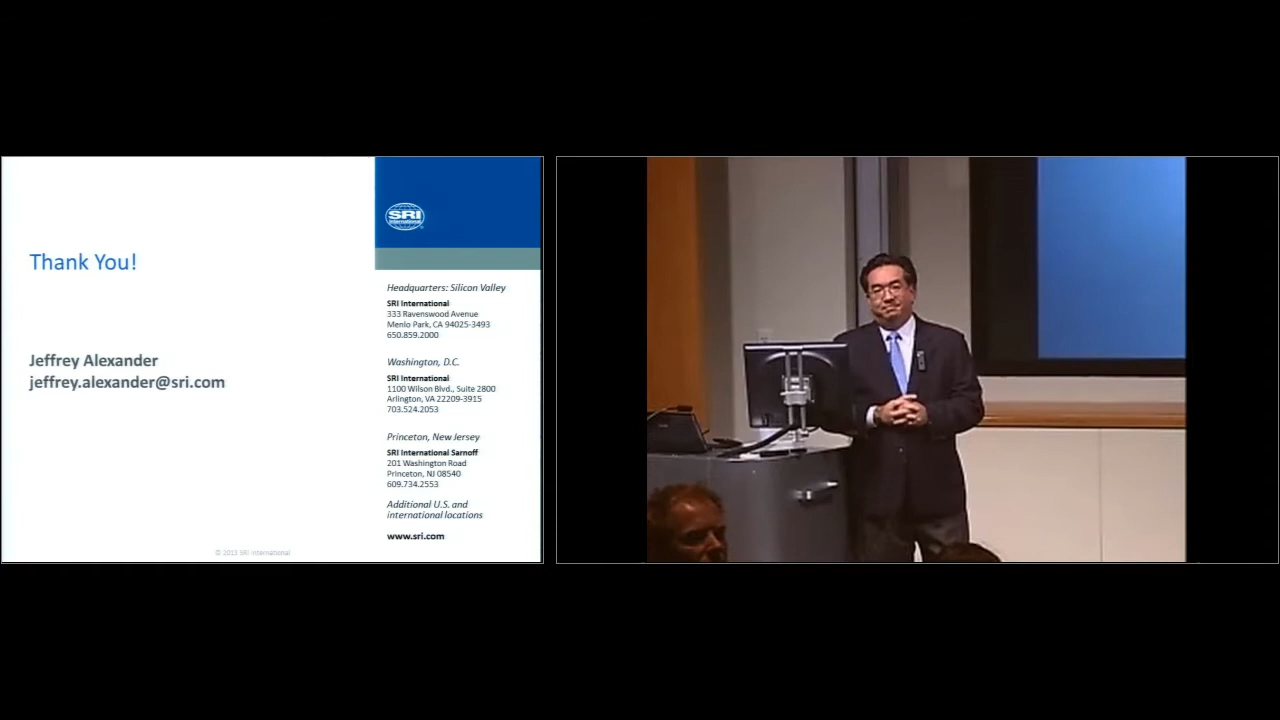 SRI
International
Thank You!
Jeffrey Alexander
jeffrey.alexander@sri.com
Headquarters: Silicon Valley
SRI International
333 Ravenswood Avenue
Menlo Park, CA 94025-3493
650.859.2000
Washington, D.C.
SRI International
1100 Wilson Blvd., Suite 2800
Arlington, VA 22209-3915
703.524.2053
Princeton, New Jersey
SRI International Sarnoff
201 Washington Road
Princeton, NJ 08540
609.734.2553
Additional U.S. and
international locations
www.sri.com
© 2013 SRI International